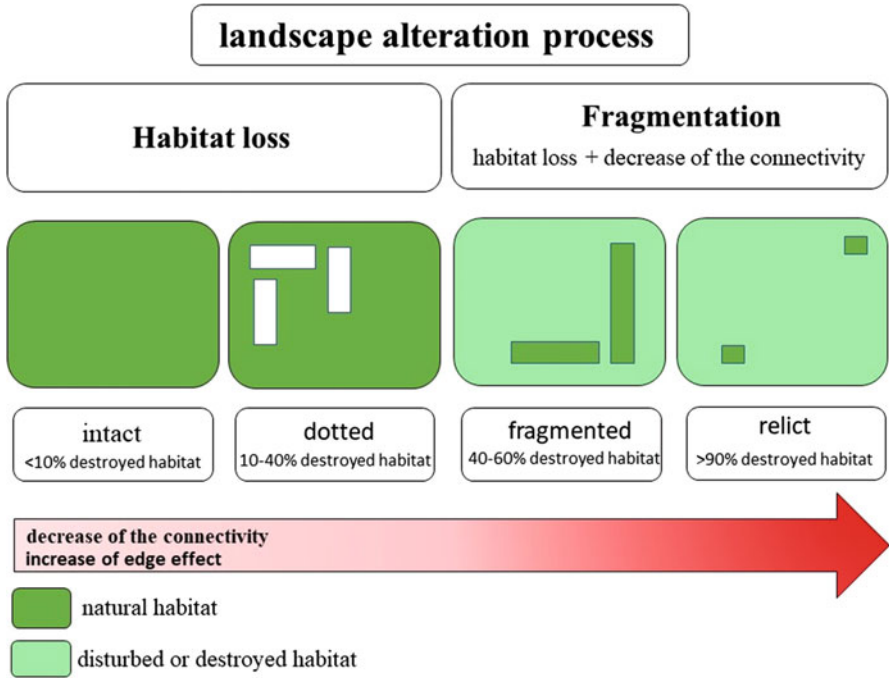 landscape alteration process
Habitat loss
Fragmentation
habitat loss + decrease of the connectivity
intact
<10% destroyed habitat
dotted
10-40% destroyed habitat
fragmented
40-60% destroyed habitat
relict
>90% destroyed habitat
decrease of the connectivity
increase of edge effect
natural habitat
disturbed or destroyed habitat